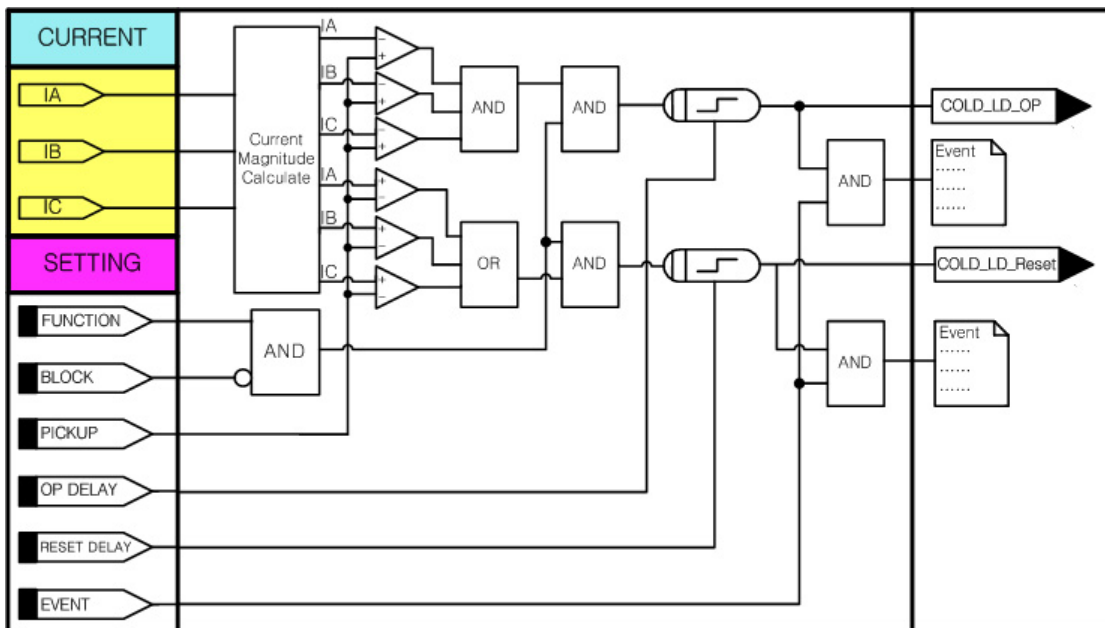 CURRENT
IA
IB
IC
SETTING
FUNCTION
BLOCK
PICKUP
OP DELAY
RESET DELAY
EVENT
Current
Magnitude
Calculate
IA
IB
IC
IA
IB
IC
AND
AND
OR
AND
AND
AND
AND
COLD_LD_OP
Event
......
......
......
COLD_LD_Reset
Event
......
......
......